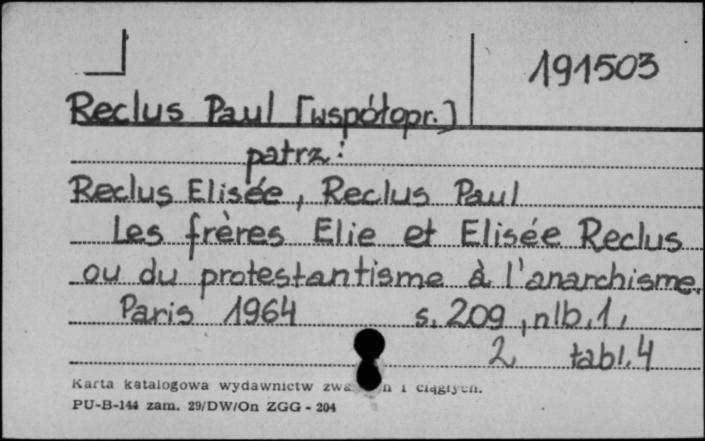 191503
Reclus Paul [współopr.]
patrz:
Reclus Elisée, Reclus Paul
Les frères Elie et Elisée Reclus
ou du protestantisme à l'anarchisme.
Paris 1964 s. 209, nlb. 1,
2 tabl. 4
Karta katalogowa wydawnictw i ciągłych.
PU-B-144 zam. 29/DW/On ZGG - 204